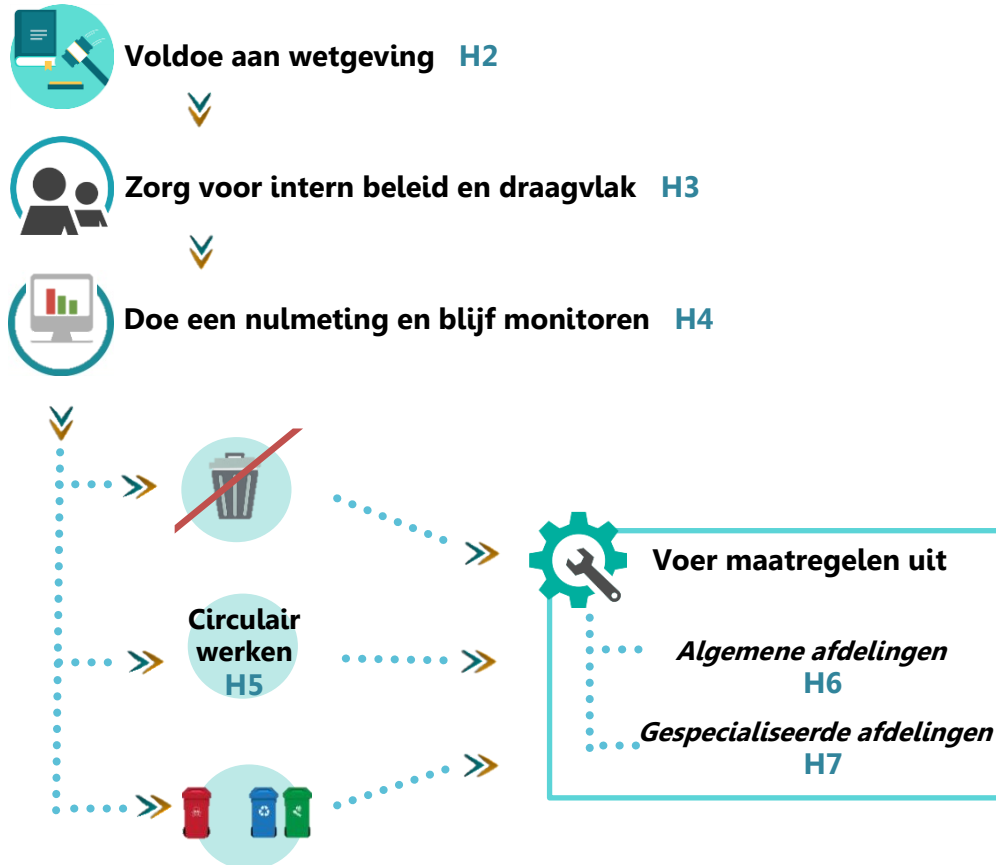 Voldoe aan wetgeving H2
Zorg voor intern beleid en draagvlak H3
Doe een nulmeting en blijf monitoren H4
Circulair
werken
H5
Voer maatregelen uit
Algemene afdelingen
H6
Gespecialiseerde afdelingen
H7